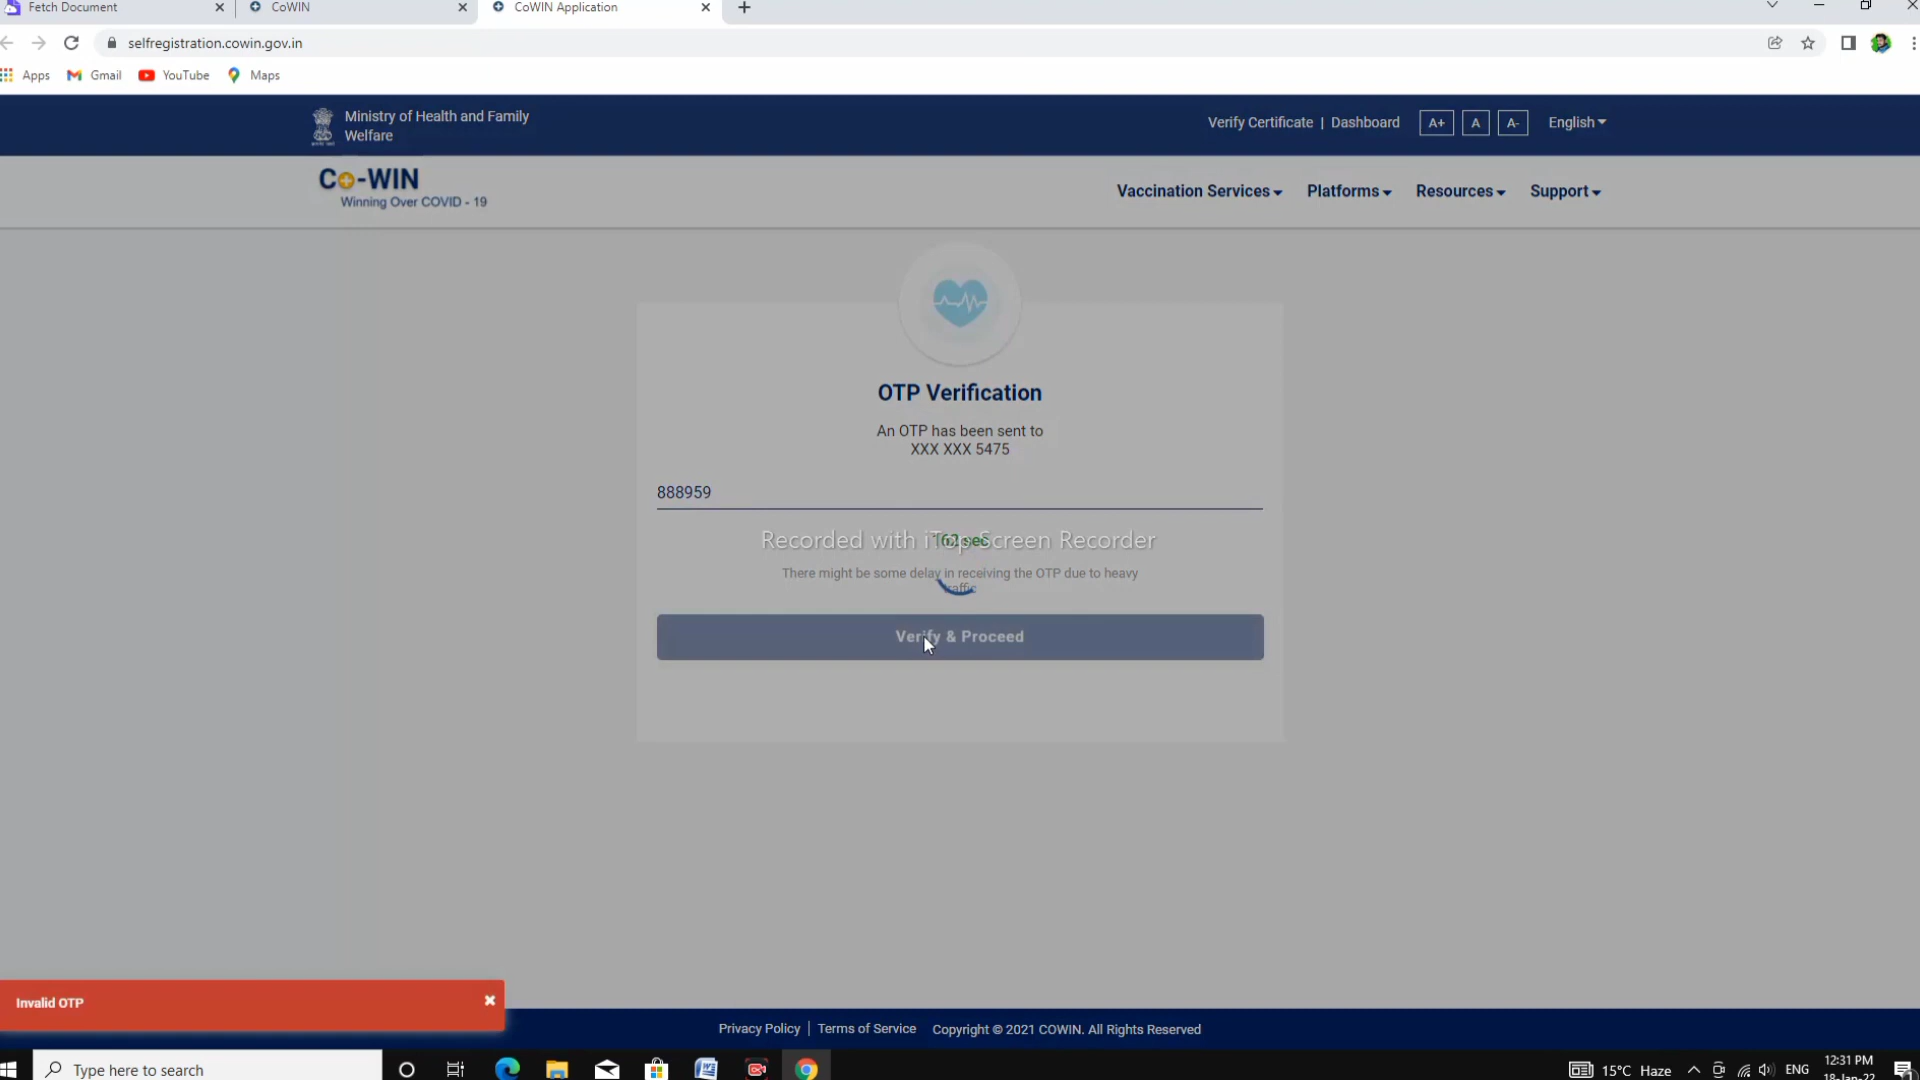 Fetch Document
CoWIN
CoWIN Application
selfregistration.cowin.gov.in
Apps
Gmail
YouTube
Maps
Ministry of Health and Family
Welfare
Verify Certificate | Dashboard
A+
A
A-
English
Co-WIN
Winning Over COVID - 19
Vaccination Services
Platforms
Resources
Support
OTP Verification
An OTP has been sent to
XXX XXX 5475
888959
Recorded with iTop Screen Recorder
There might be some delay in receiving the OTP due to heavy
traffic
Verify & Proceed
Invalid OTP
Privacy Policy | Terms of Service Copyright © 2021 COWIN. All Rights Reserved
Type here to search
15°C Haze
ENG
12:31 PM
18-Jan-22